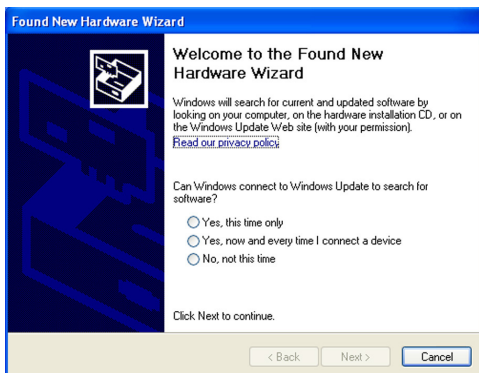 Found New Hardware Wizard
Welcome to the Found New
Hardware Wizard
Windows will search for current and updated software by
looking on your computer, on the hardware installation CD, or on
the Windows Update Web site (with your permission).
Read our privacy policy
Can Windows connect to Windows Update to search for
software?
Yes, this time only
Yes, now and every time I connect a device
No, not this time
Click Next to continue.
< Back
Next >
Cancel